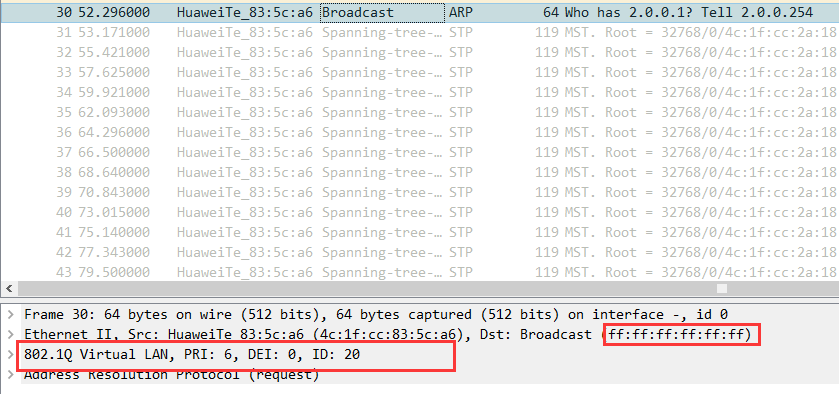 30 52.296000 HuaweiTe_83:5c:a6 Broadcast ARP 64 Who has 2.0.0.1? Tell 2.0.0.254
31 53.171000 HuaweiTe_83:5c:a6 Spanning-tree-… STP 119 MST. Root = 32768/0/4c:1f:cc:2a:18
32 55.421000 HuaweiTe_83:5c:a6 Spanning-tree-… STP 119 MST. Root = 32768/0/4c:1f:cc:2a:18
33 57.625000 HuaweiTe_83:5c:a6 Spanning-tree-… STP 119 MST. Root = 32768/0/4c:1f:cc:2a:18
34 59.921000 HuaweiTe_83:5c:a6 Spanning-tree-… STP 119 MST. Root = 32768/0/4c:1f:cc:2a:18
35 62.093000 HuaweiTe_83:5c:a6 Spanning-tree-… STP 119 MST. Root = 32768/0/4c:1f:cc:2a:18
36 64.296000 HuaweiTe_83:5c:a6 Spanning-tree-… STP 119 MST. Root = 32768/0/4c:1f:cc:2a:18
37 66.500000 HuaweiTe_83:5c:a6 Spanning-tree-… STP 119 MST. Root = 32768/0/4c:1f:cc:2a:18
38 68.640000 HuaweiTe_83:5c:a6 Spanning-tree-… STP 119 MST. Root = 32768/0/4c:1f:cc:2a:18
39 70.843000 HuaweiTe_83:5c:a6 Spanning-tree-… STP 119 MST. Root = 32768/0/4c:1f:cc:2a:18
40 73.015000 HuaweiTe_83:5c:a6 Spanning-tree-… STP 119 MST. Root = 32768/0/4c:1f:cc:2a:18
41 75.140000 HuaweiTe_83:5c:a6 Spanning-tree-… STP 119 MST. Root = 32768/0/4c:1f:cc:2a:18
42 77.343000 HuaweiTe_83:5c:a6 Spanning-tree-… STP 119 MST. Root = 32768/0/4c:1f:cc:2a:18
43 79.500000 HuaweiTe_83:5c:a6 Spanning-tree-… STP 119 MST. Root = 32768/0/4c:1f:cc:2a:18
Frame 30: 64 bytes on wire (512 bits), 64 bytes captured (512 bits) on interface -, id 0
Ethernet II, Src: HuaweiTe_83:5c:a6 (4c:1f:cc:83:5c:a6), Dst: Broadcast (ff:ff:ff:ff:ff:ff)
802.1Q Virtual LAN, PRI: 6, DEI: 0, ID: 20
Address Resolution Protocol (request)